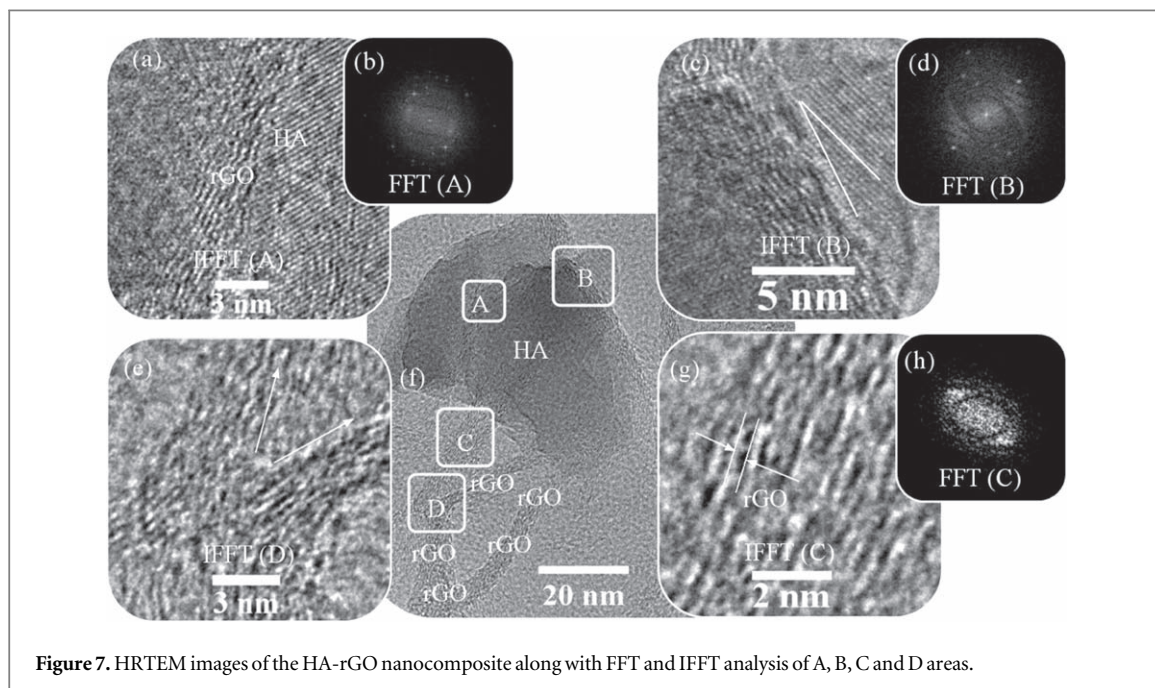 (a)
HA
rGO
IFFT (A)
3 nm
(b)
FFT (A)
(c)
IFFT (B)
5 nm
(d)
FFT (B)
(e)
IFFT (D)
3 nm
(f)
A
B
HA
C
D
rGO
rGO
rGO
rGO
rGO
20 nm
(g)
rGO
IFFT (C)
2 nm
(h)
FFT (C)
Figure 7. HRTEM images of the HA-rGO nanocomposite along with FFT and IFFT analysis of A, B, C and D areas.